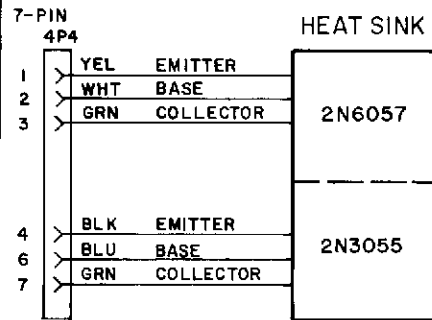 7-PIN
4P4
HEAT SINK
1 YEL EMITTER
2 WHT BASE
3 GRN COLLECTOR
2N6057
4 BLK EMITTER
6 BLU BASE
7 GRN COLLECTOR
2N3055